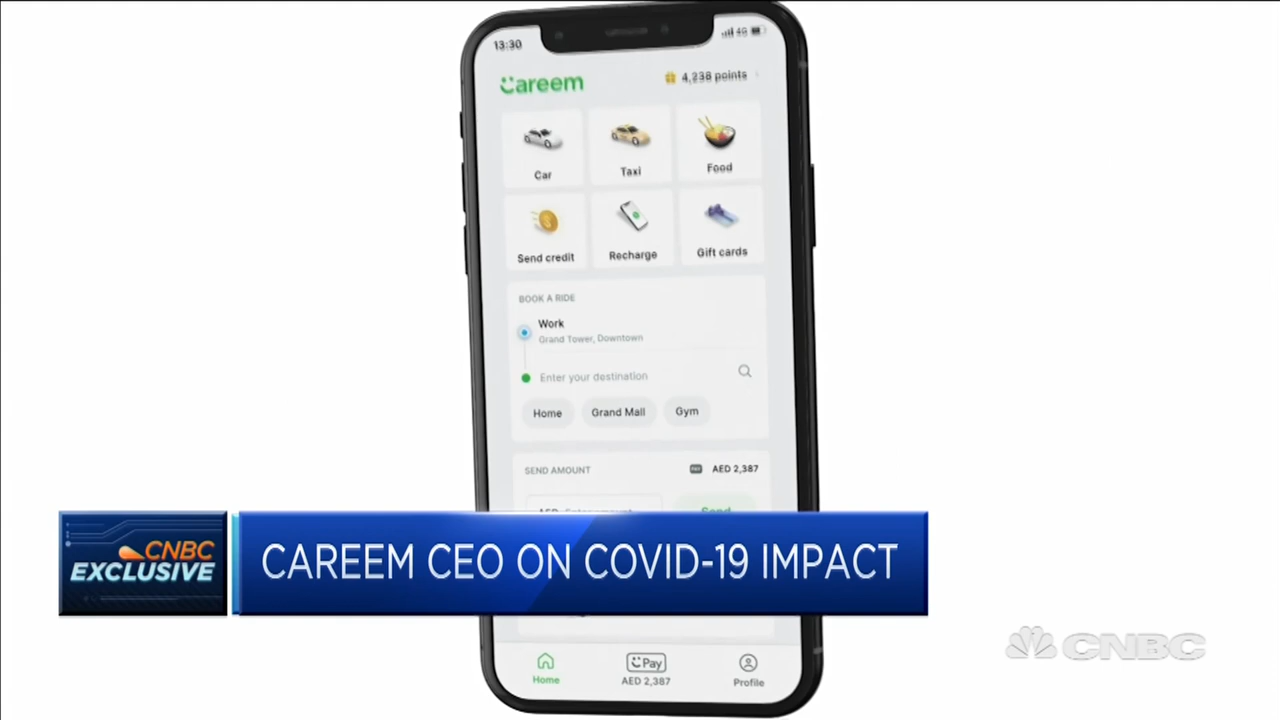 13:30
4G
Careem
4,238 points
Car
Taxi
Food
Send credit
Recharge
Gift cards
BOOK A RIDE
Work
Grand Tower, Downtown
Enter your destination
Home
Grand Mall
Gym
SEND AMOUNT
AED 2,387
Send
CNBC
EXCLUSIVE
CAREEM CEO ON COVID-19 IMPACT
CNBC
Home
Pay
AED 2,387
Profile